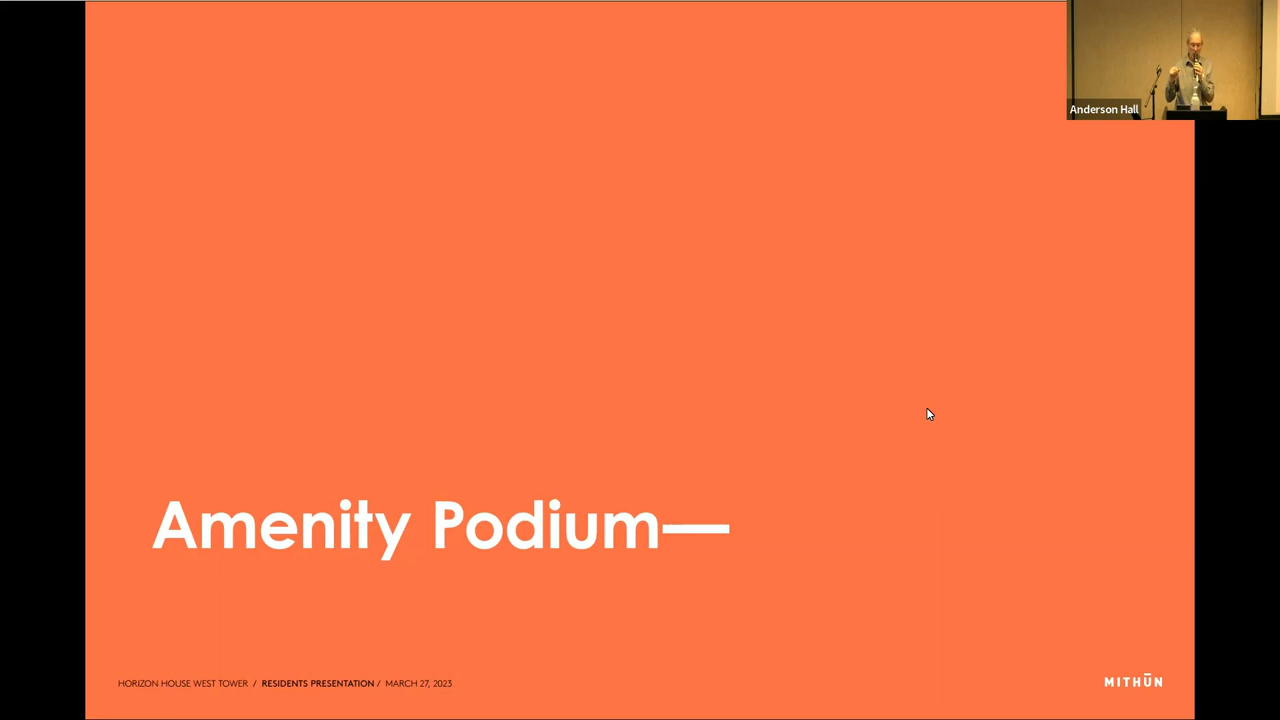 Anderson Hall
Amenity Podium—
HORIZON HOUSE WEST TOWER / RESIDENTS PRESENTATION / MARCH 27, 2023
MITHŪN